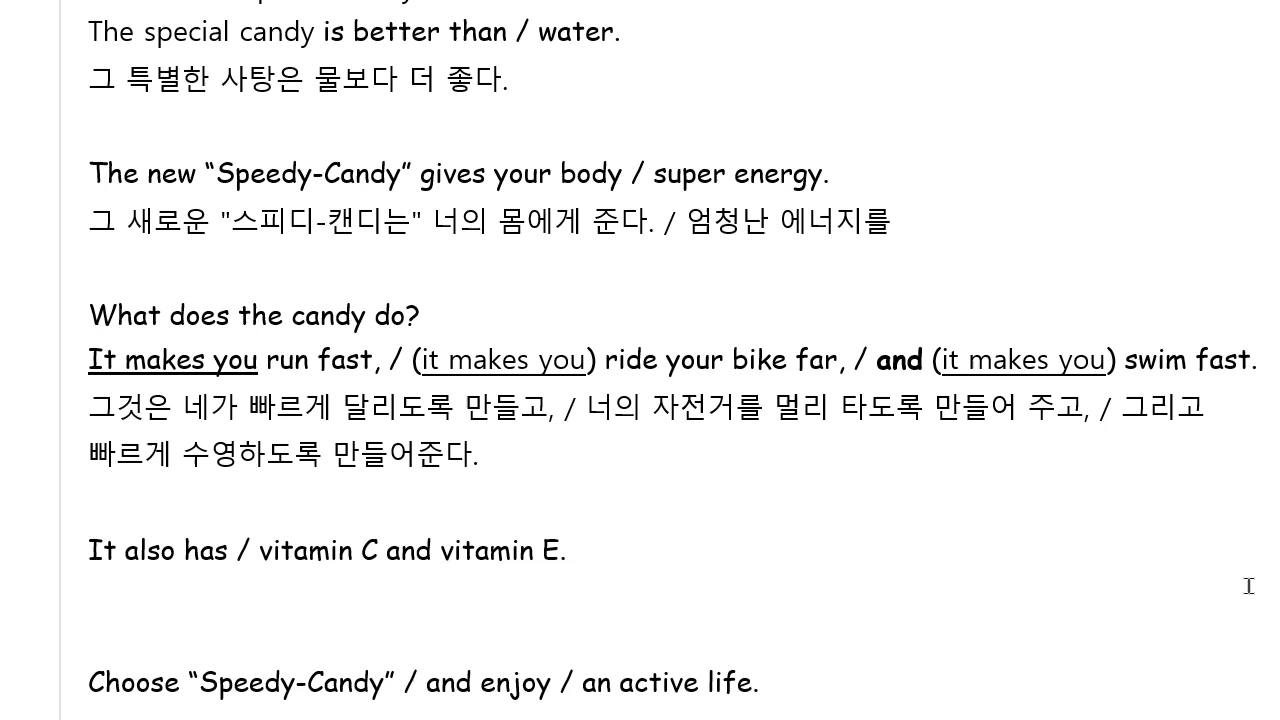 The special candy is better than / water.
그 특별한 사탕은 물보다 더 좋다.
The new “Speedy-Candy” gives your body / super energy.
그 새로운 "스피디-캔디는" 너의 몸에게 준다. / 엄청난 에너지를
What does the candy do?
It makes you run fast, / (it makes you) ride your bike far, / and (it makes you) swim fast.
그것은 네가 빠르게 달리도록 만들고, / 너의 자전거를 멀리 타도록 만들어 주고, / 그리고
빠르게 수영하도록 만들어준다.
It also has / vitamin C and vitamin E.
Choose “Speedy-Candy” / and enjoy / an active life.